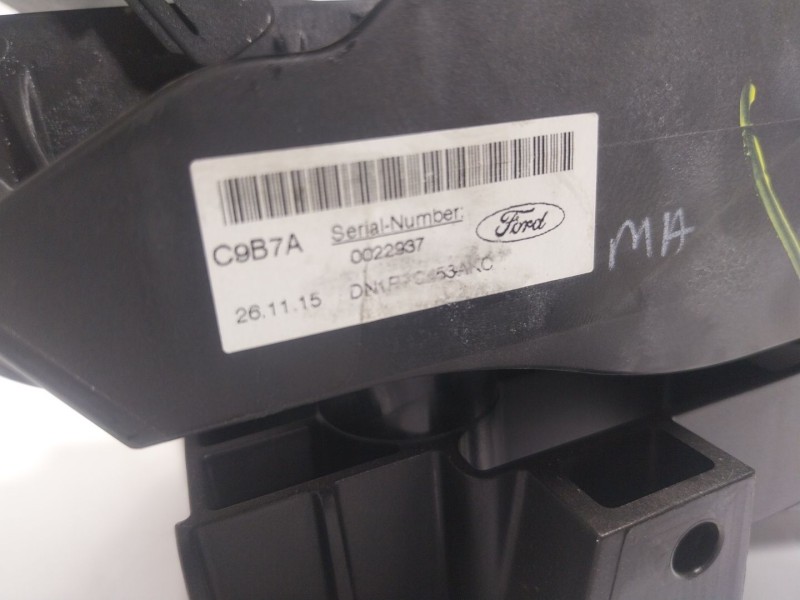 C9B7A
Serial-Number:
0022937
Ford
26.11.15
MA